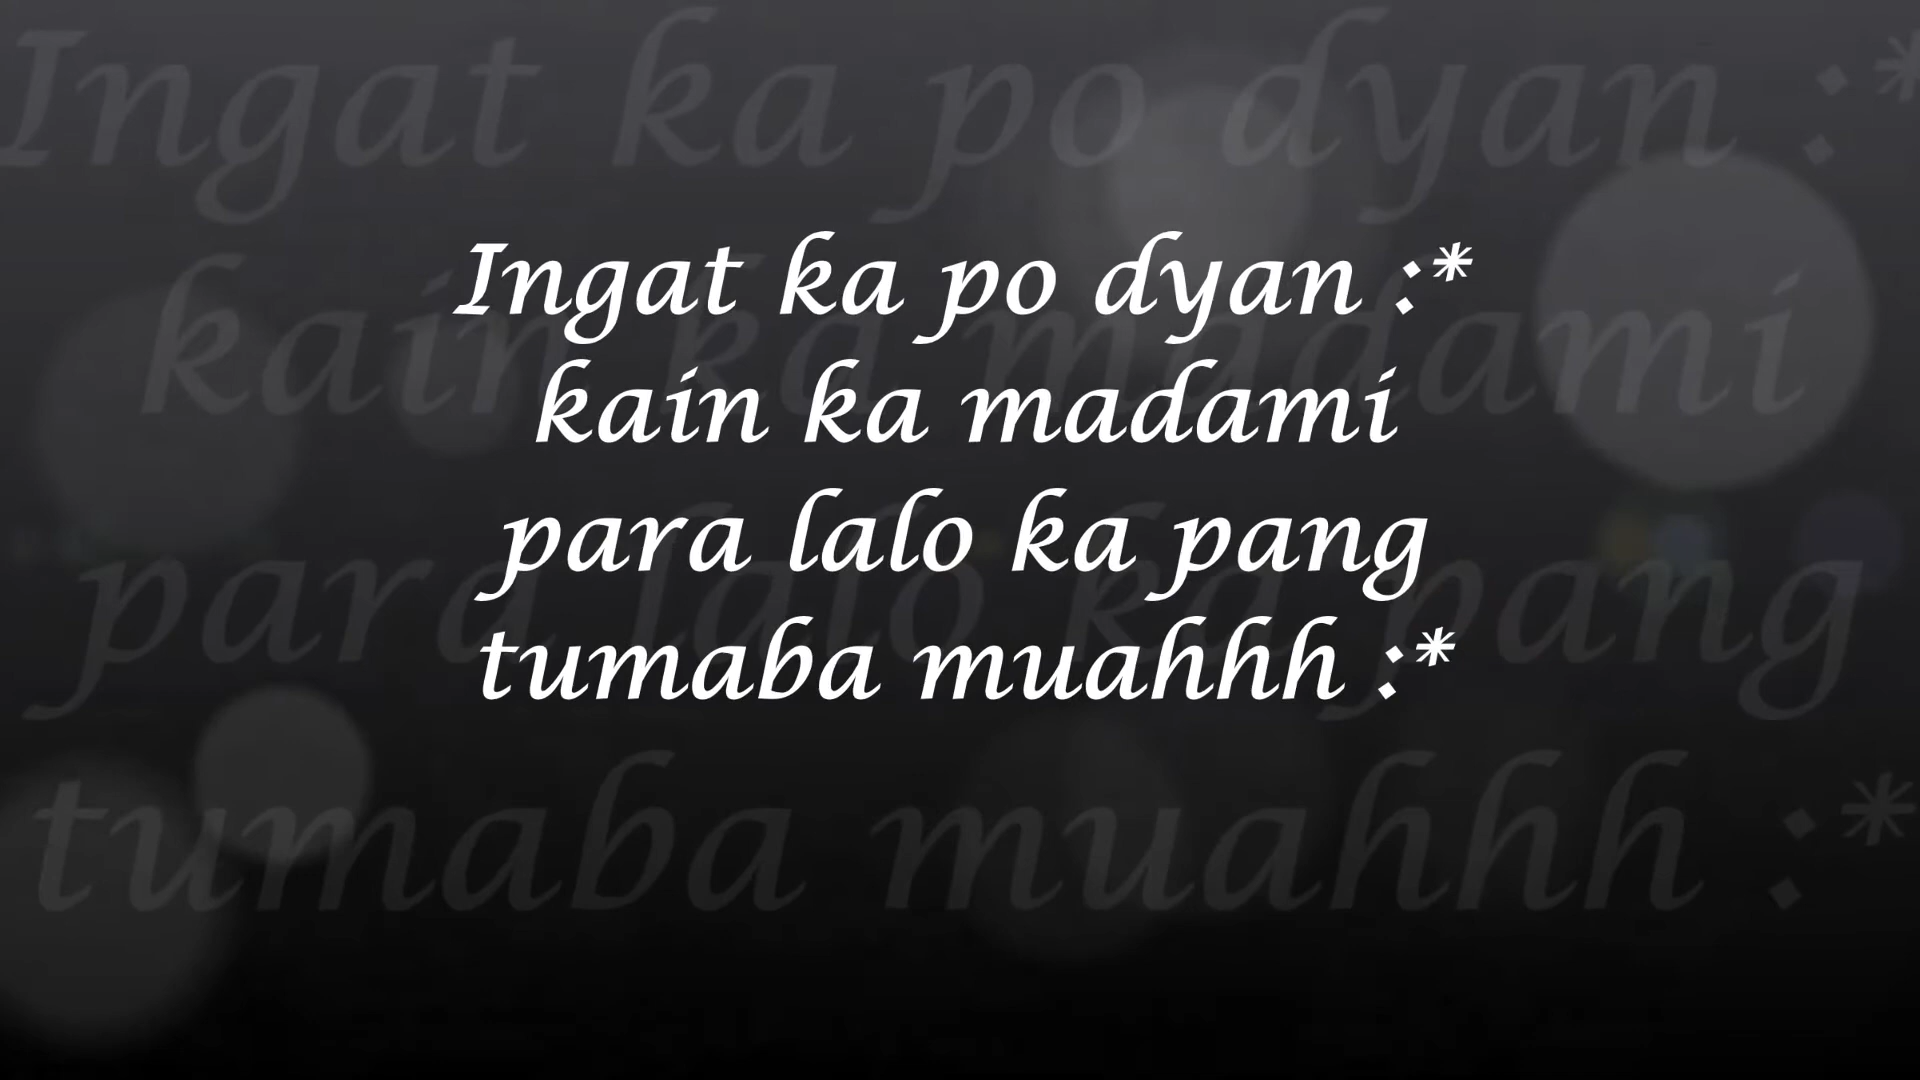 Ingat ka po dyan :*
kain ka madami
para lalo ka pang
tumaba muahhh :*